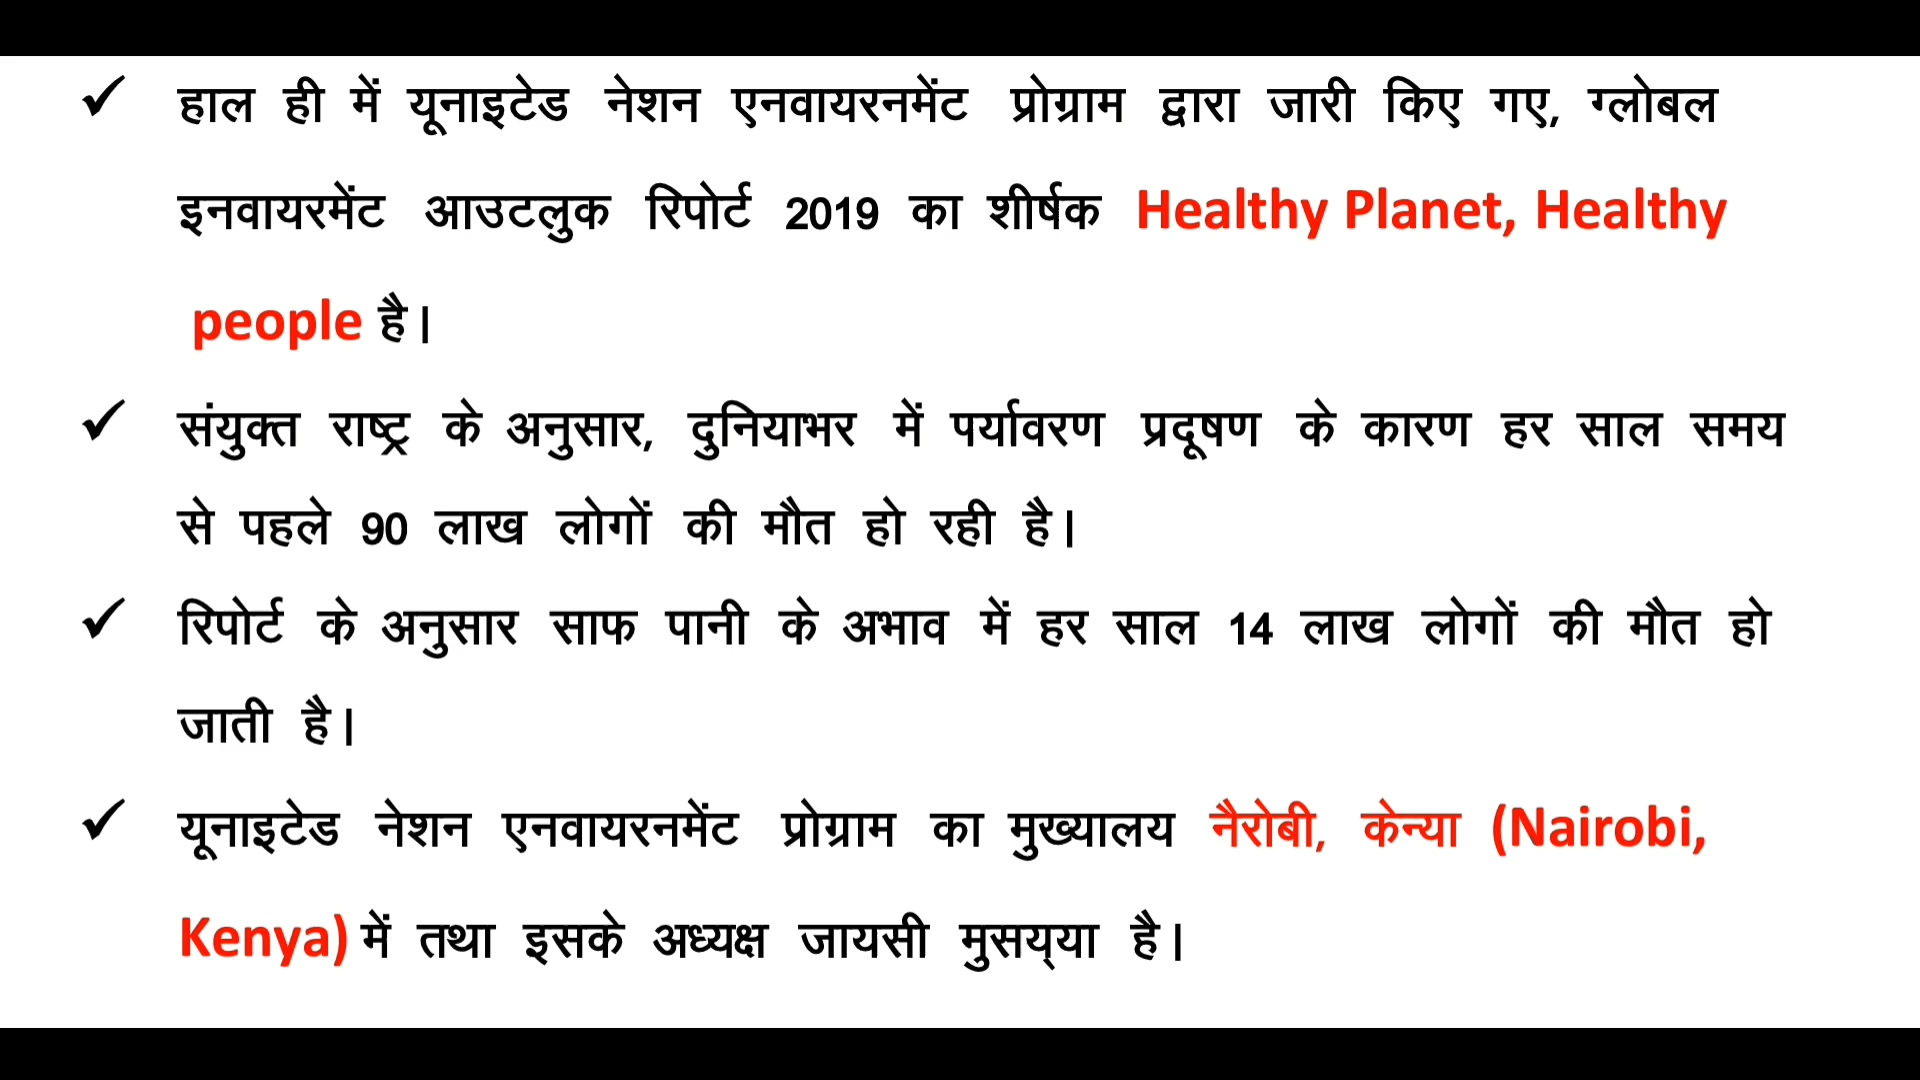 ✓ हाल ही में यूनाइटेड नेशन एनवायरनमेंट प्रोग्राम द्वारा जारी किए गए, ग्लोबल
इनवायरमेंट आउटलुक रिपोर्ट 2019 का शीर्षक Healthy Planet, Healthy
people है।
✓ संयुक्त राष्ट्र के अनुसार, दुनियाभर में पर्यावरण प्रदूषण के कारण हर साल समय
से पहले 90 लाख लोगों की मौत हो रही है।
✓ रिपोर्ट के अनुसार साफ पानी के अभाव में हर साल 14 लाख लोगों की मौत हो
जाती है।
✓ यूनाइटेड नेशन एनवायरनमेंट प्रोग्राम का मुख्यालय नैरोबी, केन्या (Nairobi,
Kenya) में तथा इसके अध्यक्ष जायसी मुसय्या है।